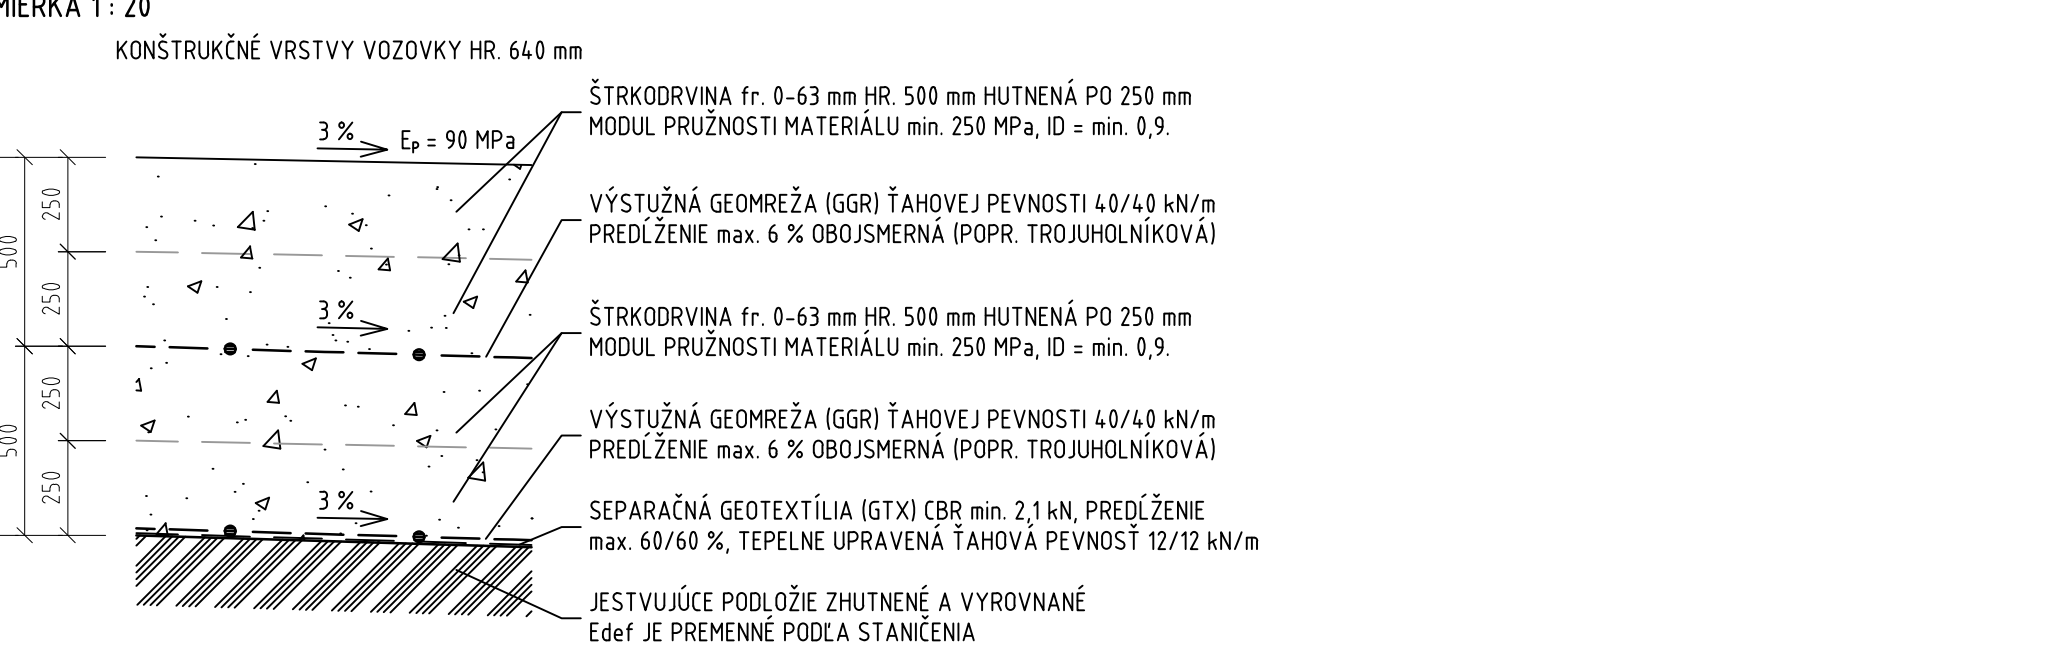 MIERKA 1 : 20
KONŠTRUKČNÉ VRSTVY VOZOVKY HR. 640 mm
ŠTRKODRVINA fr. 0-63 mm HR. 500 mm HUTNENÁ PO 250 mm
MODUL PRUŽNOSTI MATERIÁLU min. 250 MPa, ID = min. 0,9.
3 %
Eₚ = 90 MPa
250
VÝSTUŽNÁ GEOMREŽA (GGR) ŤAHOVEJ PEVNOSTI 40/40 kN/m
PREDĹŽENIE max. 6 % OBOJSMERNÁ (POPR. TROJUHOLNÍKOVÁ)
500
250
3 %
ŠTRKODRVINA fr. 0-63 mm HR. 500 mm HUTNENÁ PO 250 mm
MODUL PRUŽNOSTI MATERIÁLU min. 250 MPa, ID = min. 0,9.
250
VÝSTUŽNÁ GEOMREŽA (GGR) ŤAHOVEJ PEVNOSTI 40/40 kN/m
PREDĹŽENIE max. 6 % OBOJSMERNÁ (POPR. TROJUHOLNÍKOVÁ)
500
250
3 %
SEPARAČNÁ GEOTEXTÍLIA (GTX) CBR min. 2,1 kN, PREDĹŽENIE
max. 60/60 %, TEPELNE UPRAVENÁ ŤAHOVÁ PEVNOSŤ 12/12 kN/m
JESTVUJÚCE PODLOŽIE ZHUTNENÉ A VYROVNANÉ
Edef JE PREMENNÉ PODĽA STANIČENIA